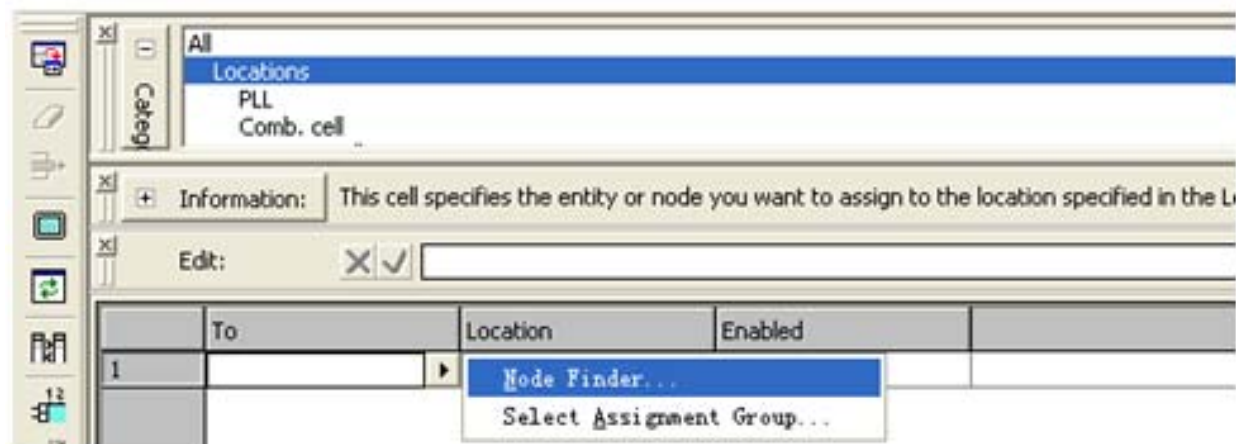 All
Locations
PLL
Comb. cell
Categ
Information: This cell specifies the entity or node you want to assign to the location specified in the L
Edit:
To Location Enabled
1
Node Finder...
Select Assignment Group...